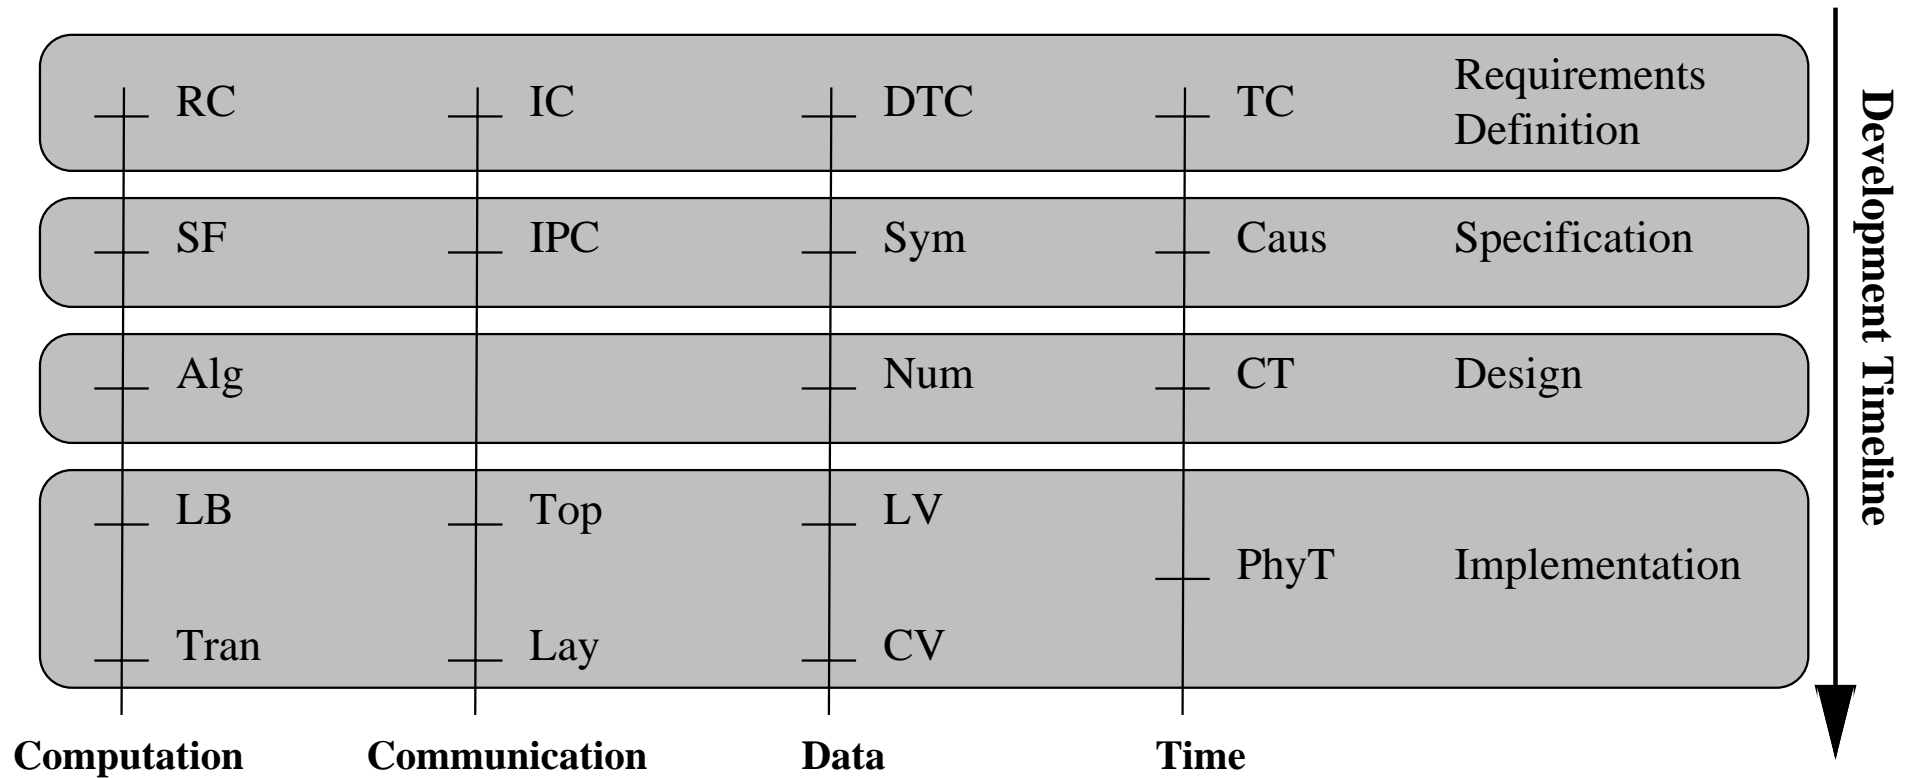 RC
IC
DTC
TC
Requirements
Definition
SF
IPC
Sym
Caus
Specification
Alg
Num
CT
Design
LB
Top
LV
PhyT
Implementation
Tran
Lay
CV
Computation
Communication
Data
Time
Development Timeline